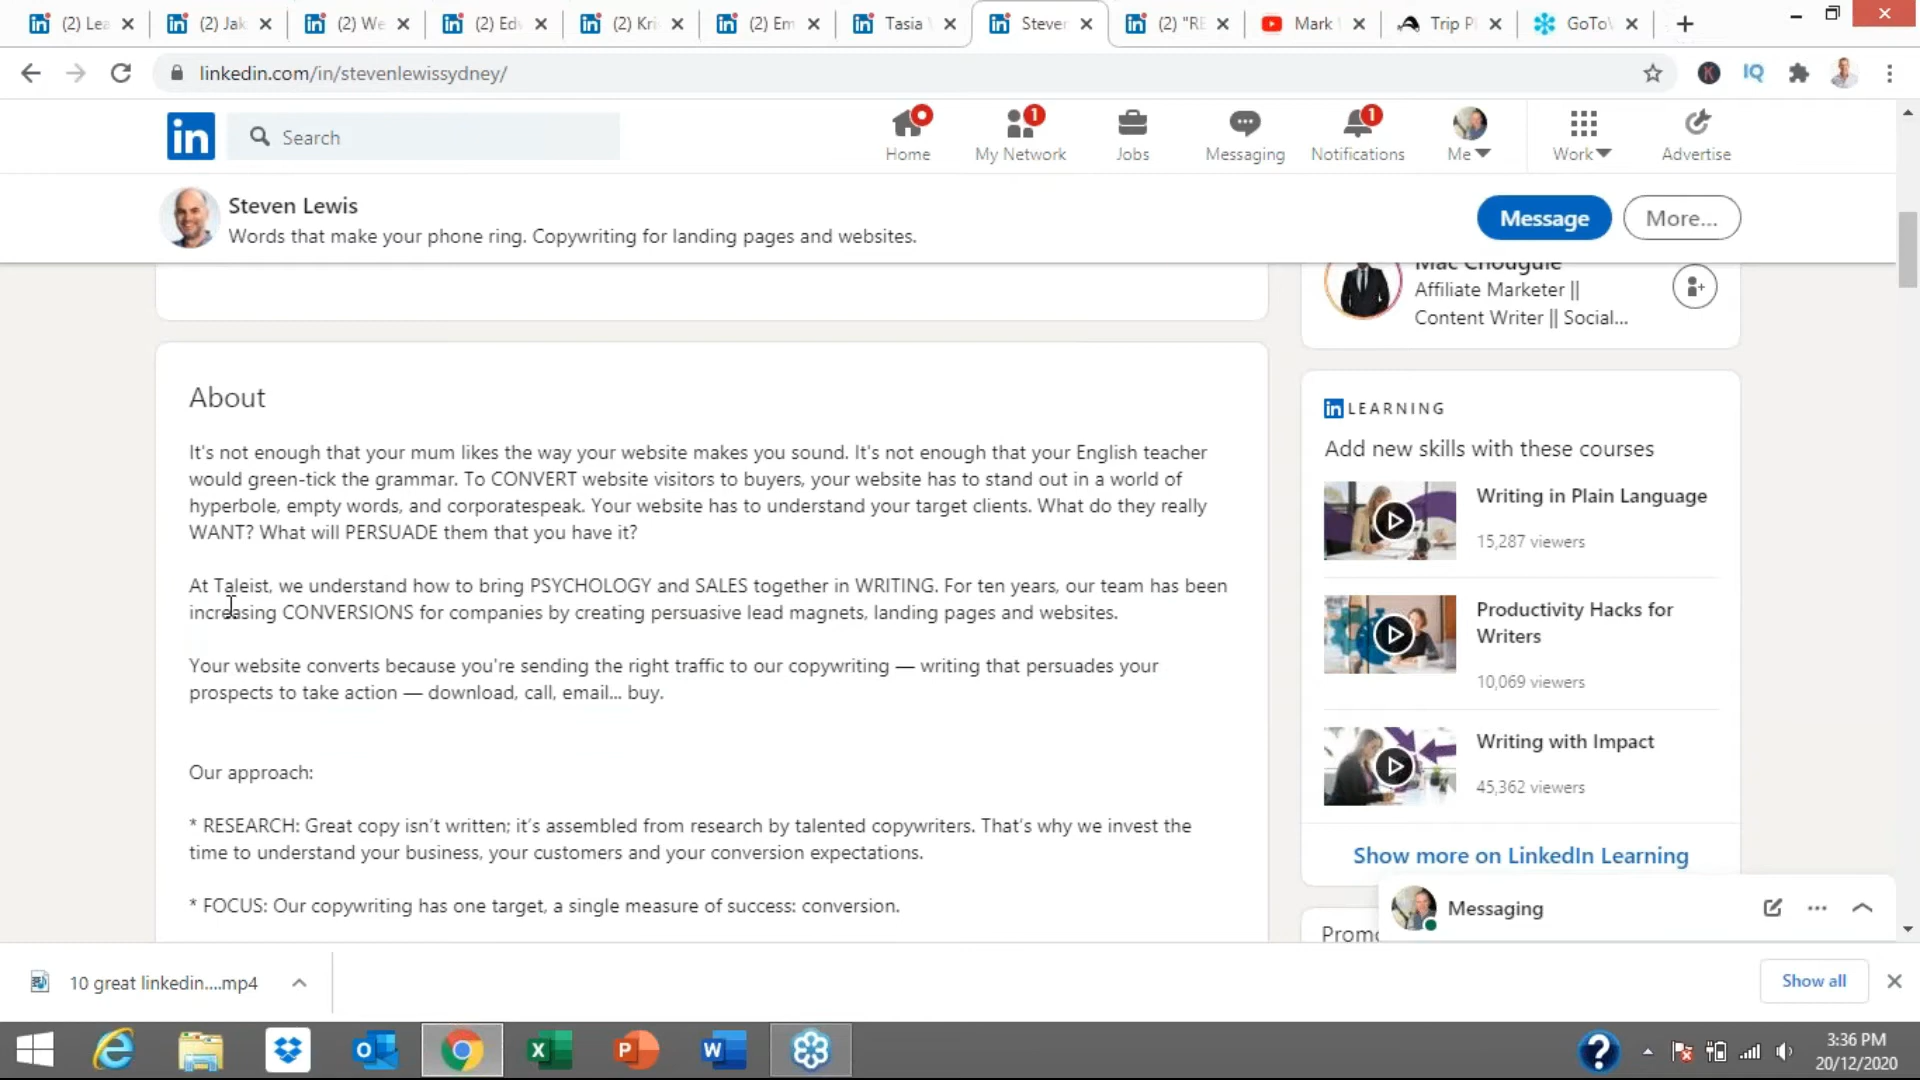 (2) Lea
(2) Jak
(2) We
(2) Edv
(2) Kri
(2) Em
Tasia
Steven
(2) "RE
Mark
Trip P
GoTo
linkedin.com/in/stevenlewissydney/
IQ
in
Search
Home
1
My Network
Jobs
Messaging
1
Notifications
Me
Work
Advertise
Steven Lewis
Words that make your phone ring. Copywriting for landing pages and websites.
Message
More...
Mac Chougule
Affiliate Marketer ||
Content Writer || Social...
About
It's not enough that your mum likes the way your website makes you sound. It's not enough that your English teacher
would green-tick the grammar. To CONVERT website visitors to buyers, your website has to stand out in a world of
hyperbole, empty words, and corporatespeak. Your website has to understand your target clients. What do they really
WANT? What will PERSUADE them that you have it?
At Taleist, we understand how to bring PSYCHOLOGY and SALES together in WRITING. For ten years, our team has been
increasing CONVERSIONS for companies by creating persuasive lead magnets, landing pages and websites.
Your website converts because you're sending the right traffic to our copywriting — writing that persuades your
prospects to take action — download, call, email... buy.
Our approach:
* RESEARCH: Great copy isn't written; it's assembled from research by talented copywriters. That's why we invest the
time to understand your business, your customers and your conversion expectations.
* FOCUS: Our copywriting has one target, a single measure of success: conversion.
in LEARNING
Add new skills with these courses
Writing in Plain Language
15,287 viewers
Productivity Hacks for
Writers
10,069 viewers
Writing with Impact
45,362 viewers
Show more on LinkedIn Learning
Promo
Messaging
10 great linkedin....mp4
Show all
3:36 PM
20/12/2020